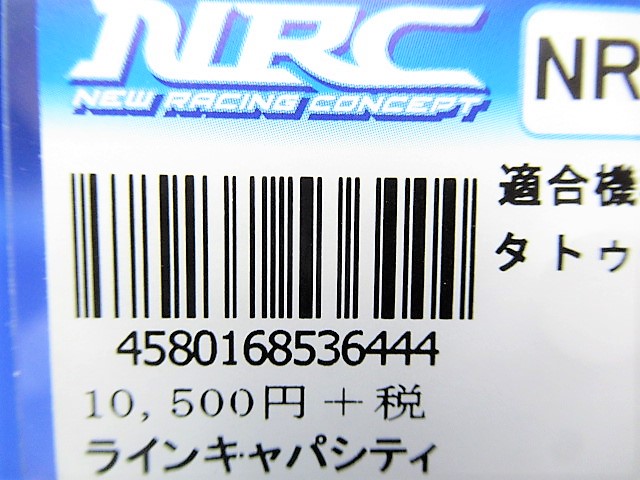 NRC
NEW RACING CONCEPT
NR
適合機
タトゥ
4580168536444
10,500円＋税
ラインキャパシティ